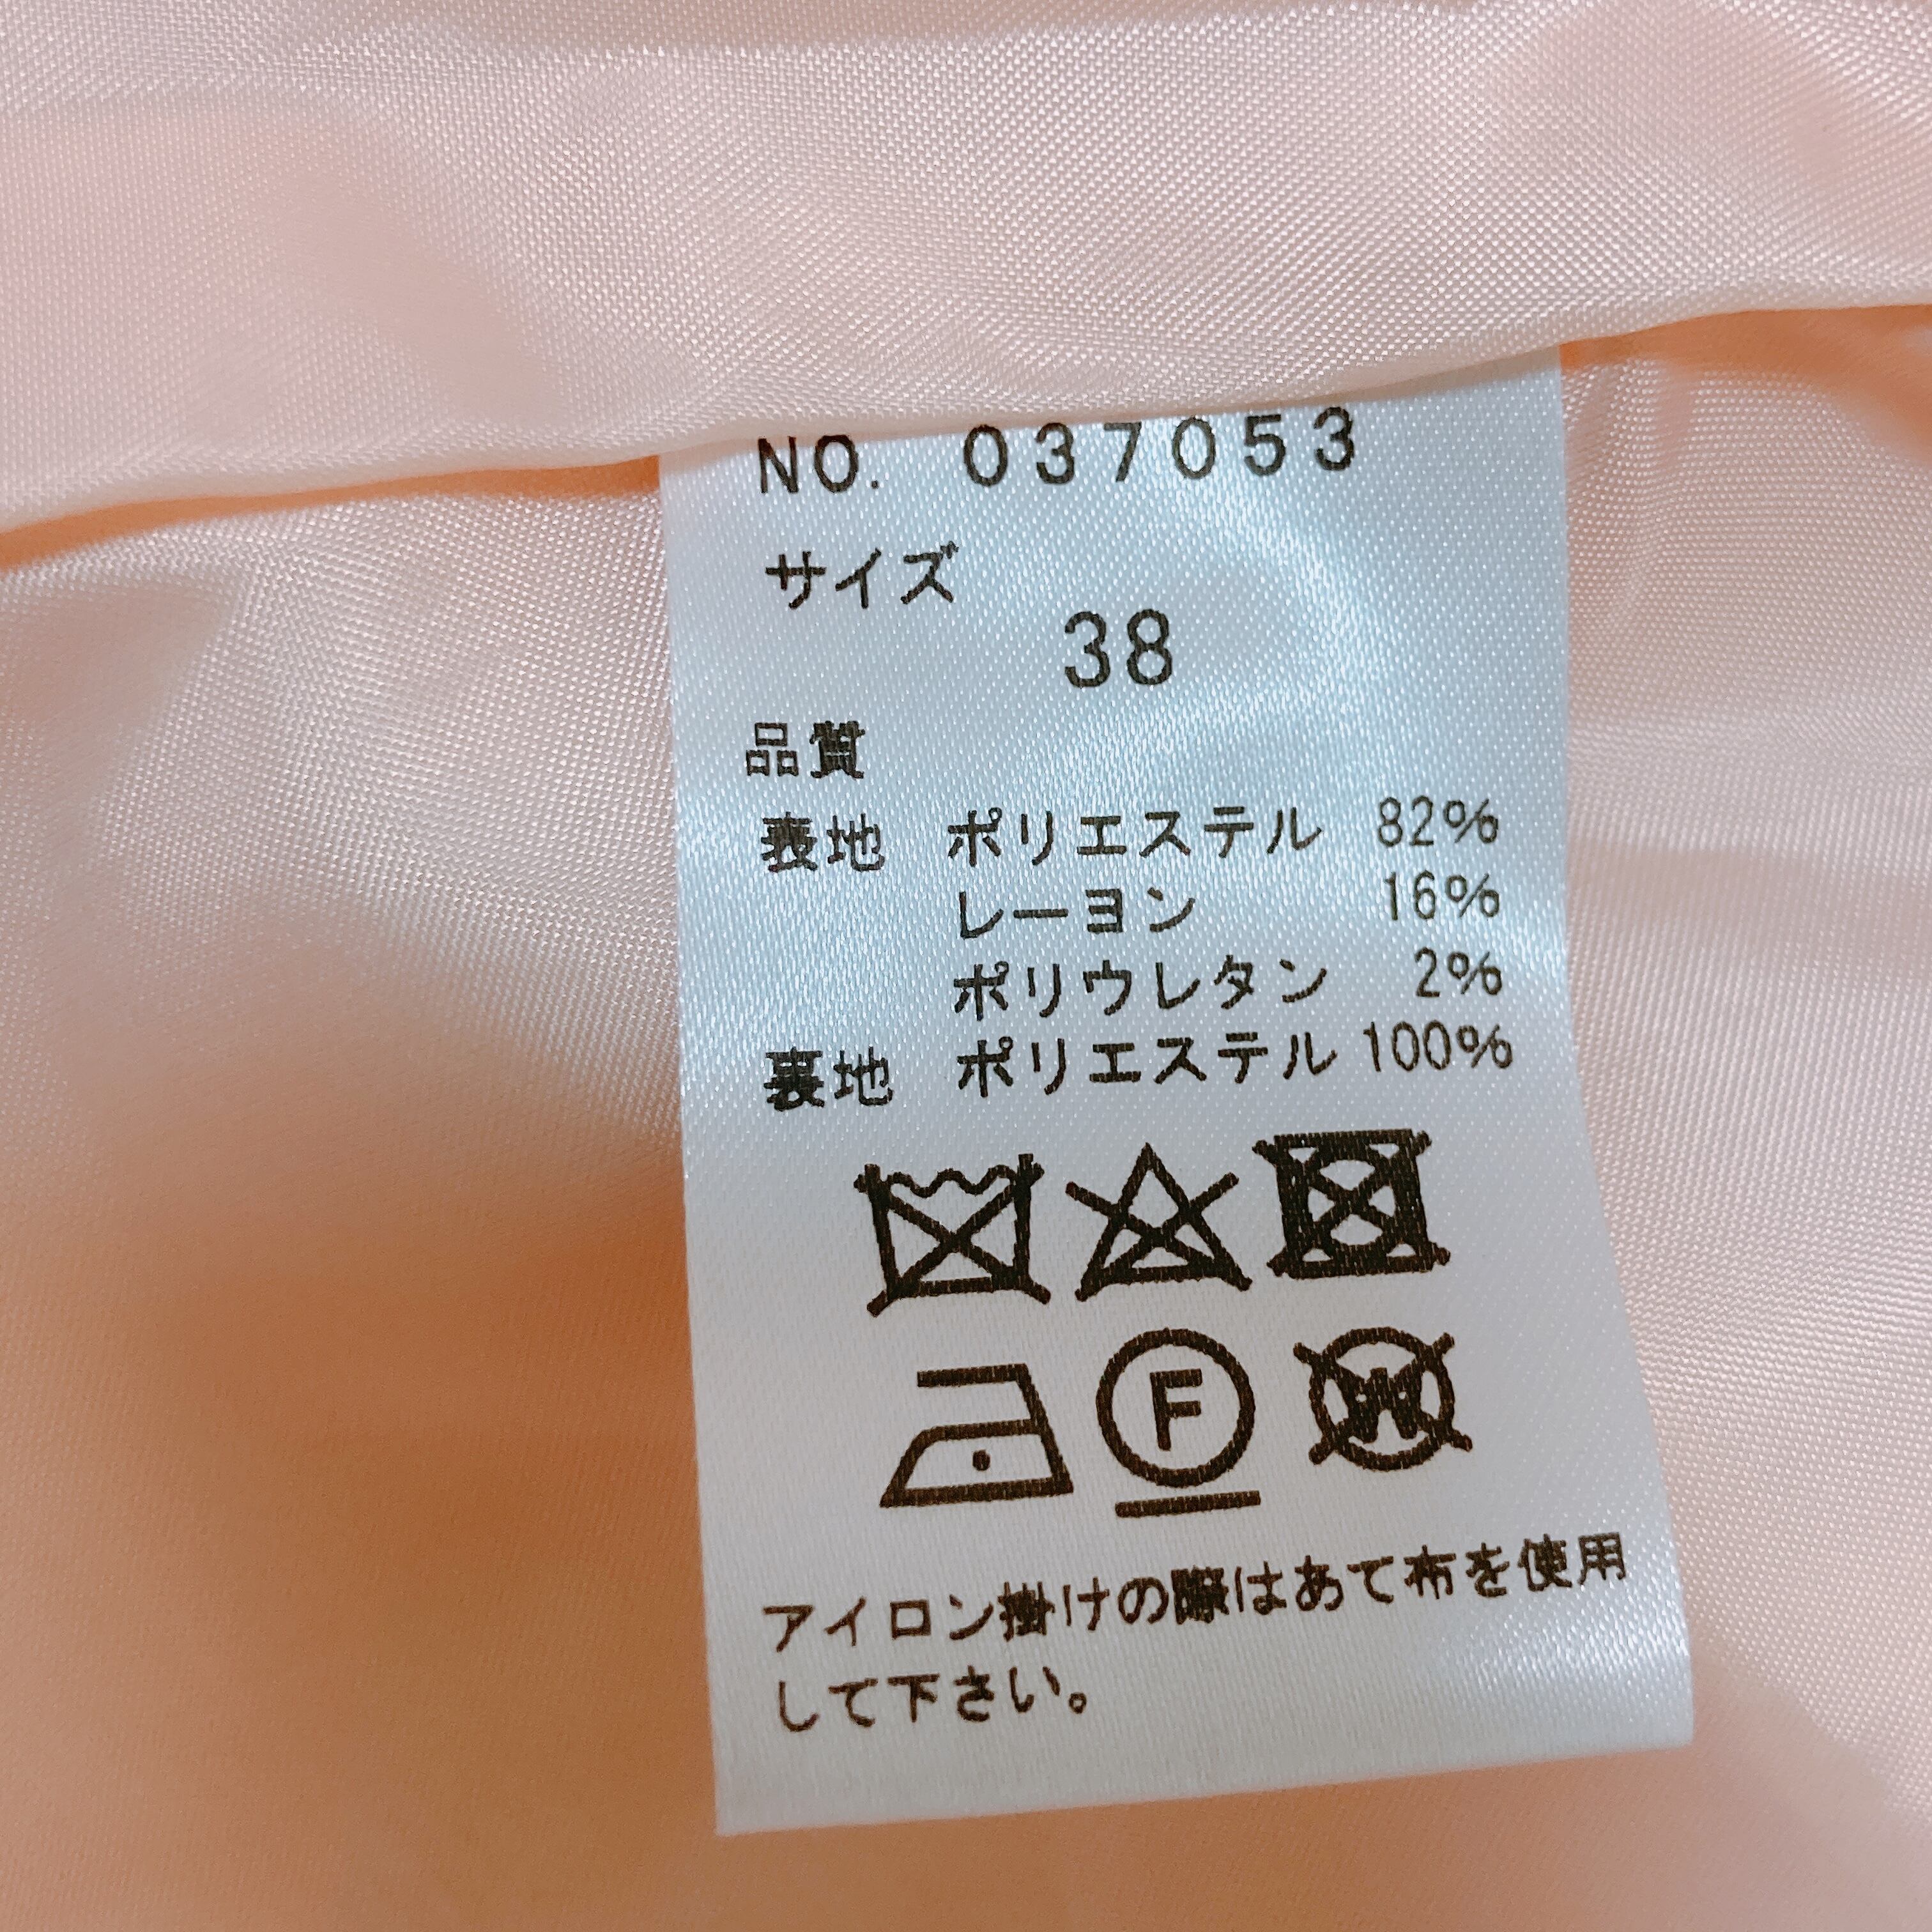 NO. 037053
サイズ
38
品質
表地 ポリエステル 82%
レーヨン 16%
ポリウレタン 2%
裏地 ポリエステル 100%
F W
アイロン掛けの際はあて布を使用
して下さい。